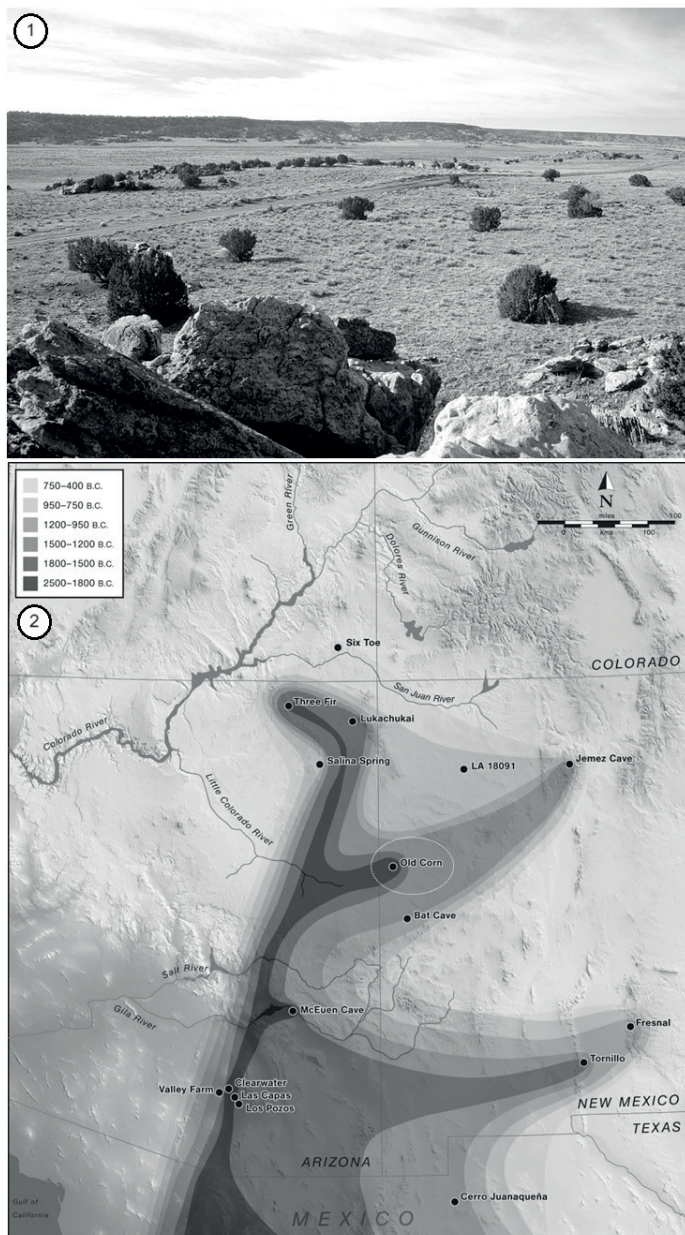 1
750–400 B.C.
950–750 B.C.
1200–950 B.C.
1500–1200 B.C.
1800–1500 B.C.
2500–1800 B.C.
2
N
miles
0
100
0
kms
100
Green River
Gunnison River
Dolores River
Six Toe
COLORADO
San Juan River
Three Fir
Lukachukai
Colorado River
Salina Spring
LA 18091
Jemez Cave
Little Colorado River
Old Corn
Bat Cave
Salt River
McEuen Cave
Gila River
Fresnal
Tornillo
Clearwater
Valley Farm
Las Capas
Los Pozos
NEW MEXICO
TEXAS
ARIZONA
Gulf of
California
Cerro Juanaqueña
MEXICO